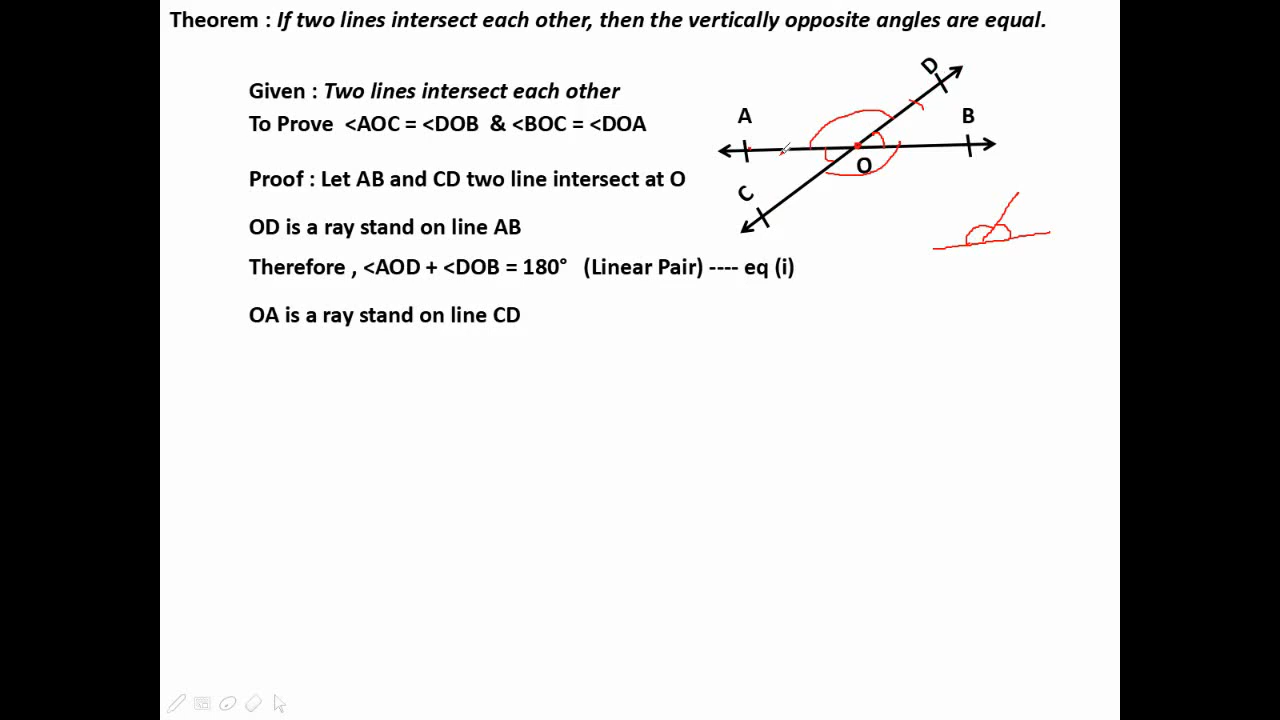 Theorem : If two lines intersect each other, then the vertically opposite angles are equal.
Given : Two lines intersect each other
To Prove <AOC = <DOB & <BOC = <DOA
Proof : Let AB and CD two line intersect at O
OD is a ray stand on line AB
Therefore , <AOD + <DOB = 180° (Linear Pair) ---- eq (i)
OA is a ray stand on line CD
D
A
B
O
C